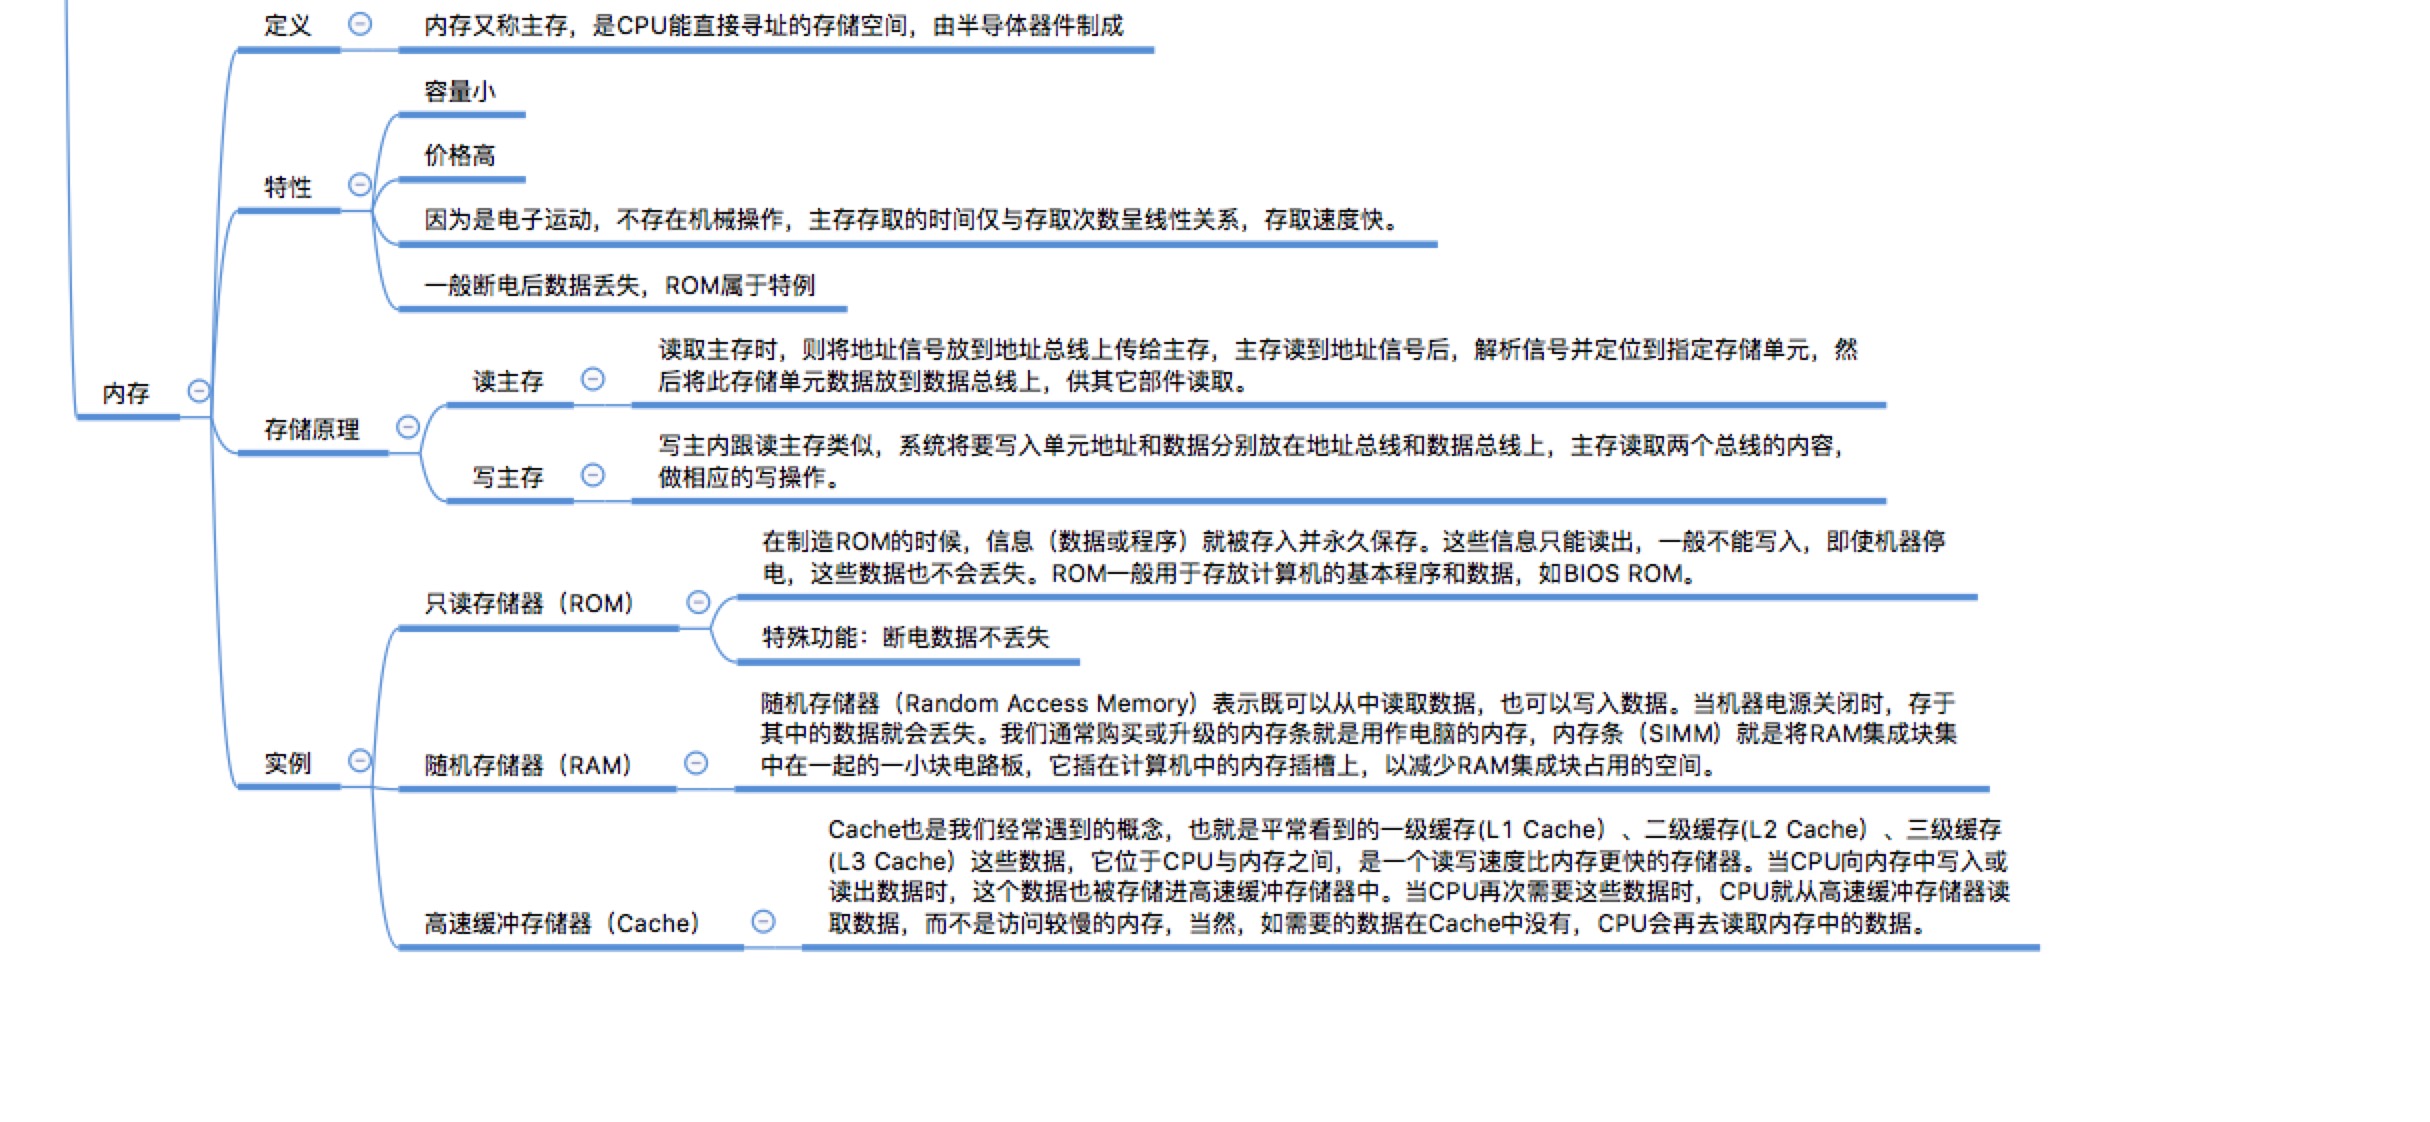 定义
内存又称主存，是CPU能直接寻址的存储空间，由半导体器件制成
容量小
价格高
特性
因为是电子运动，不存在机械操作，主存存取的时间仅与存取次数呈线性关系，存取速度快。
一般断电后数据丢失，ROM属于特例
内存
存储原理
读主存
读取主存时，则将地址信号放到地址总线上传给主存，主存读到地址信号后，解析信号并定位到指定存储单元，然
后将此存储单元数据放到数据总线上，供其它部件读取。
写主存
写主内跟读主存类似，系统将要写入单元地址和数据分别放在地址总线和数据总线上，主存读取两个总线的内容，
做相应的写操作。
实例
只读存储器（ROM）
在制造ROM的时候，信息（数据或程序）就被存入并永久保存。这些信息只能读出，一般不能写入，即使机器停
电，这些数据也不会丢失。ROM一般用于存放计算机的基本程序和数据，如BIOS ROM。
特殊功能：断电数据不丢失
随机存储器（RAM）
随机存储器（Random Access Memory）表示既可以从中读取数据，也可以写入数据。当机器电源关闭时，存于
其中的数据就会丢失。我们通常购买或升级的内存条就是用作电脑的内存，内存条（SIMM）就是将RAM集成块集
中在一起的一小块电路板，它插在计算机中的内存插槽上，以减少RAM集成块占用的空间。
高速缓冲存储器（Cache）
Cache也是我们经常遇到的概念，也就是平常看到的一级缓存(L1 Cache）、二级缓存(L2 Cache）、三级缓存
(L3 Cache）这些数据，它位于CPU与内存之间，是一个读写速度比内存更快的存储器。当CPU向内存中写入或
读出数据时，这个数据也被存储进高速缓冲存储器中。当CPU再次需要这些数据时，CPU就从高速缓冲存储器读
取数据，而不是访问较慢的内存，当然，如需要的数据在Cache中没有，CPU会再去读取内存中的数据。